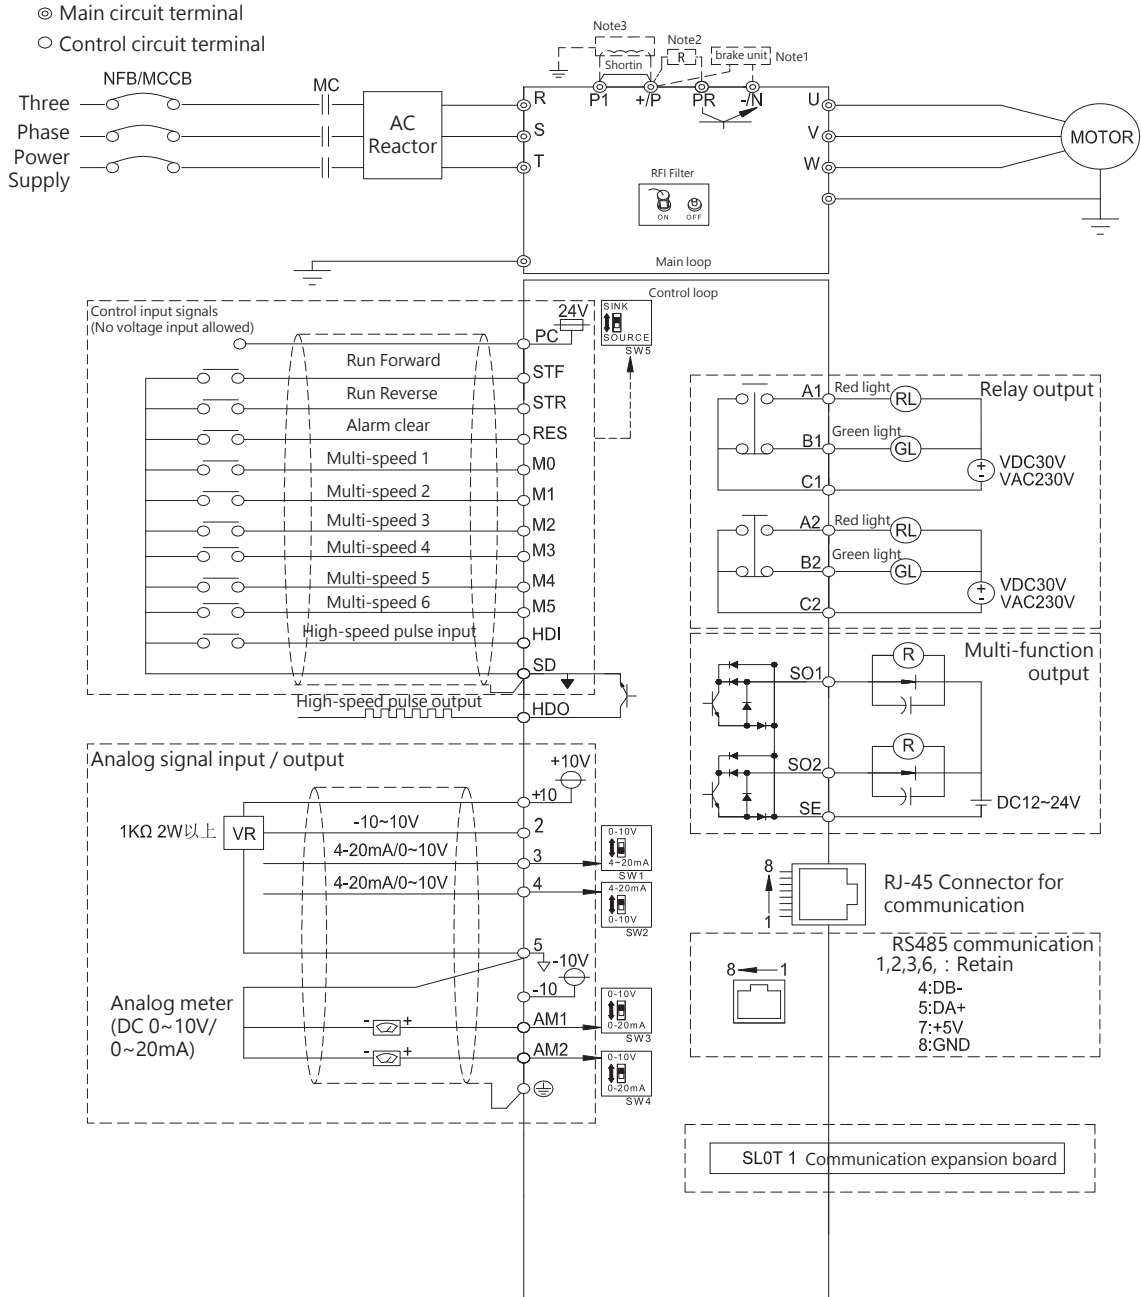 Main circuit terminal
Control circuit terminal
NFB/MCCB
MC
Three
Phase
Power
Supply
AC
Reactor
R
S
T
Note3
Shortin
Note2
R
brake unit
Note1
P1
+/P
PR
-/N
U
V
W
MOTOR
RFI Filter
ON
OFF
Main loop
Control loop
Control input signals
(No voltage input allowed)
24V
PC
SINK
SOURCE
SW5
Run Forward
STF
Run Reverse
STR
Alarm clear
RES
Multi-speed 1
M0
Multi-speed 2
M1
Multi-speed 3
M2
Multi-speed 4
M3
Multi-speed 5
M4
Multi-speed 6
M5
High-speed pulse input
HDI
SD
High-speed pulse output
HDO
Relay output
A1
Red light
RL
B1
Green light
GL
C1
+
-
VDC30V
VAC230V
A2
Red light
RL
B2
Green light
GL
C2
+
-
VDC30V
VAC230V
Multi-function
output
R
SO1
R
SO2
SE
DC12~24V
Analog signal input / output
+10V
+10
1KΩ 2W以上
VR
-10~10V
2
4-20mA/0~10V
3
0-10V
4~20mA
SW1
4-20mA/0~10V
4
4-20mA
0-10V
SW2
5
-10V
-10
Analog meter
(DC 0~10V/
0~20mA)
- +
AM1
0-10V
0-20mA
SW3
- +
AM2
0-10V
0-20mA
SW4
8
1
RJ-45 Connector for
communication
RS485 communication
1,2,3,6, : Retain
8 1
4:DB-
5:DA+
7:+5V
8:GND
SL0T 1 Communication expansion board